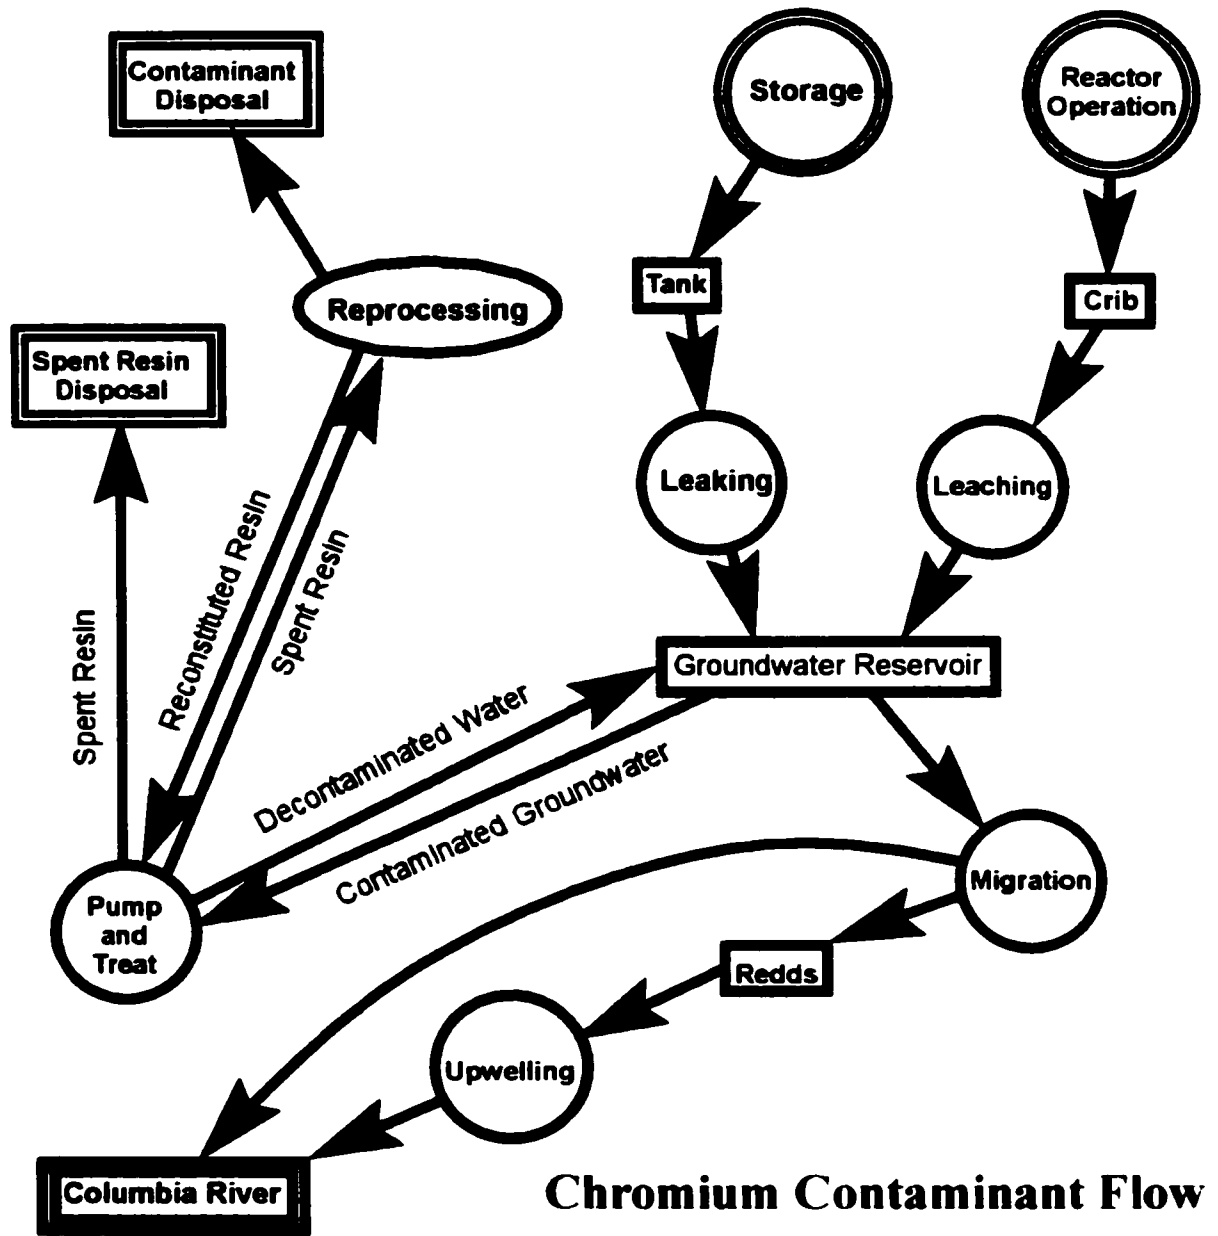 Contaminant
Disposal
Storage
Reactor
Operation
Tank
Crib
Reprocessing
Spent Resin
Disposal
Leaking
Leaching
Reconstituted Resin
Spent Resin
Spent Resin
Groundwater Reservoir
Decontaminated Water
Contaminated Groundwater
Pump
and
Treat
Migration
Redds
Upwelling
Columbia River
Chromium Contaminant Flow